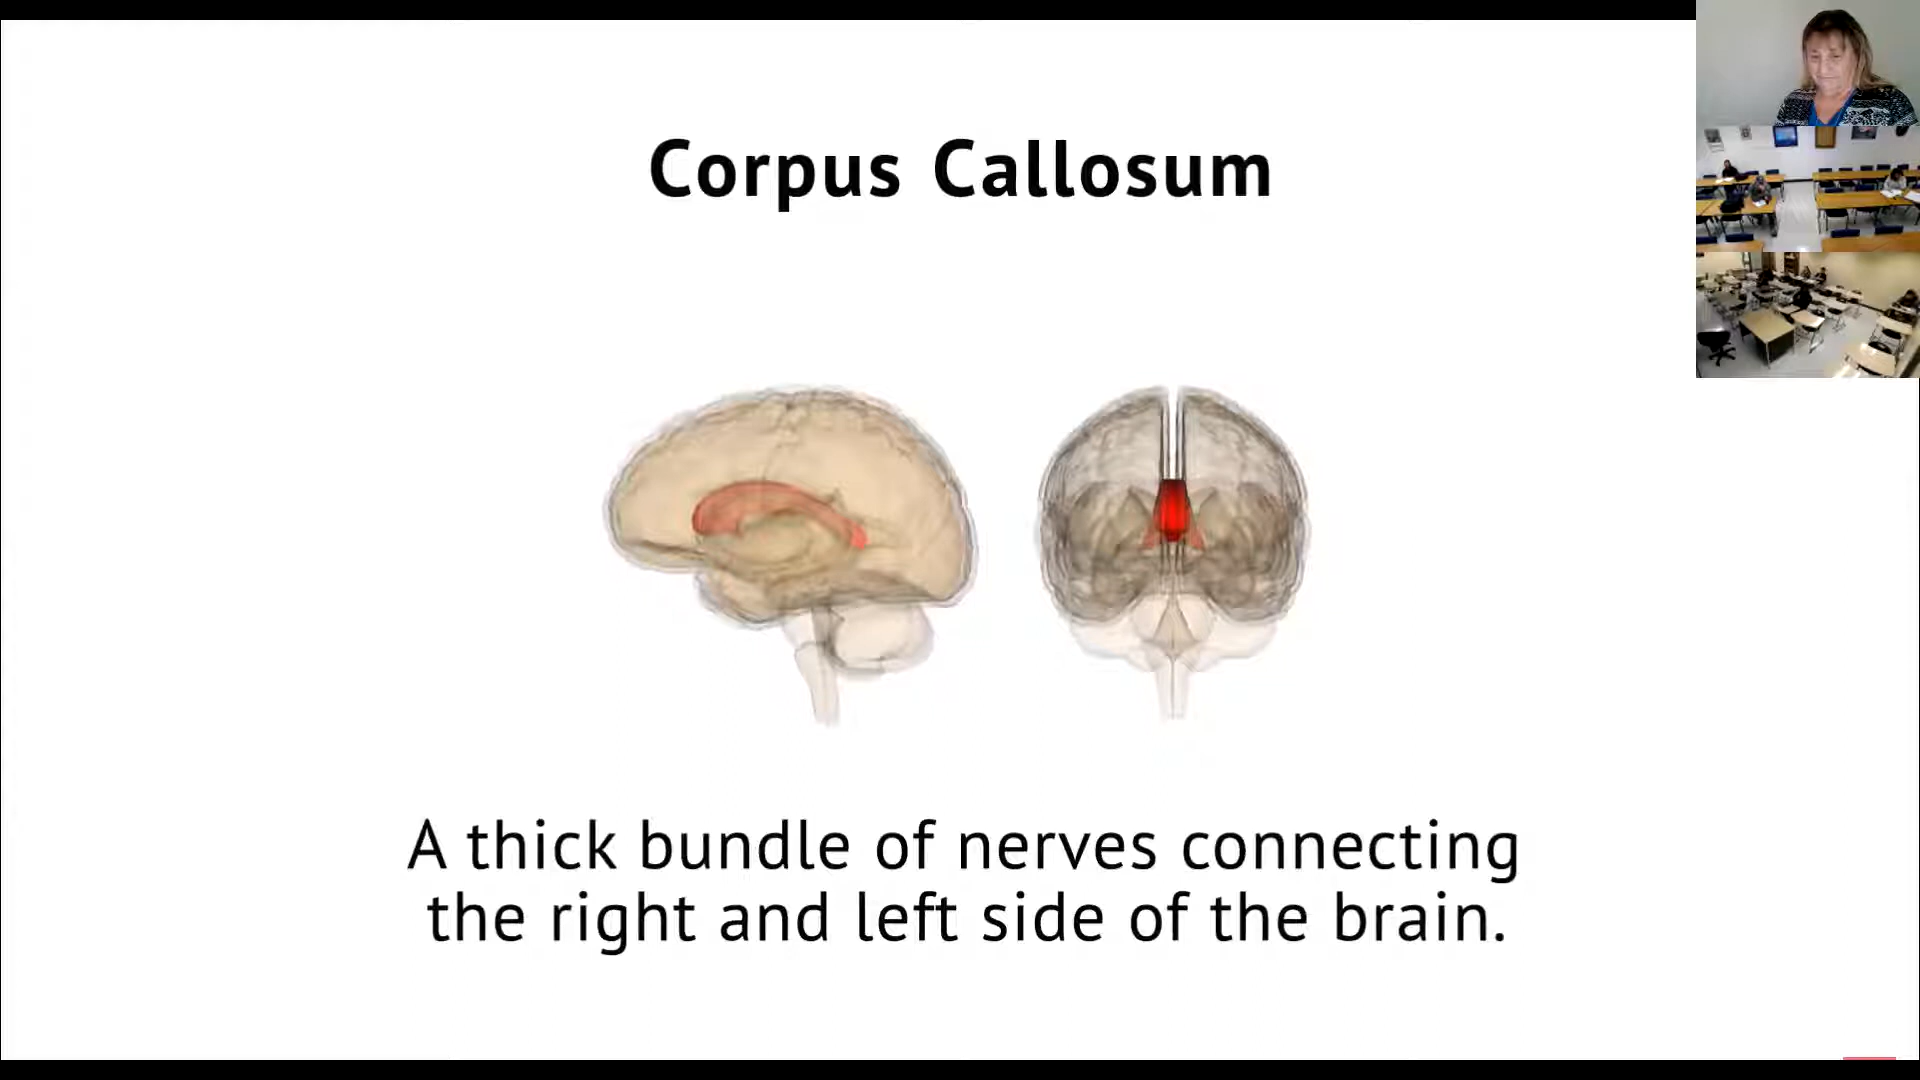 Corpus Callosum
A thick bundle of nerves connecting
the right and left side of the brain.